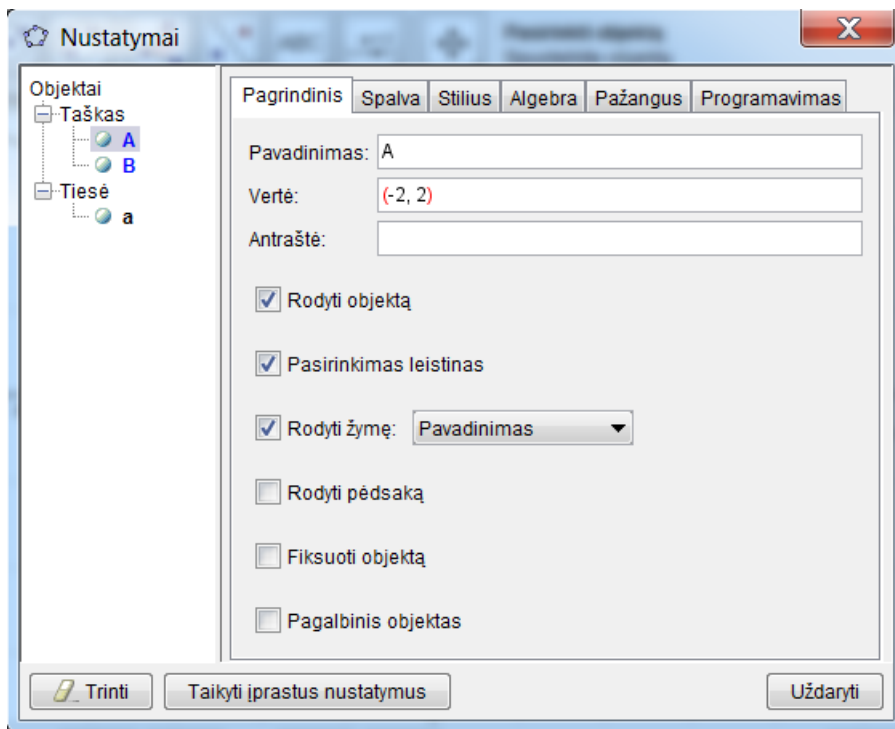 Nustatymai
Objektai
Taškas
A
B
Tiesė
a
Pagrindinis Spalva Stilius Algebra Pažangus Programavimas
Pavadinimas: A
Vertė: (-2, 2)
Antraštė:
Rodyti objektą
Pasirinkimas leistinas
Rodyti žymę: Pavadinimas
Rodyti pėdsaką
Fiksuoti objektą
Pagalbinis objektas
Trinti Taikyti įprastus nustatymus Uždaryti